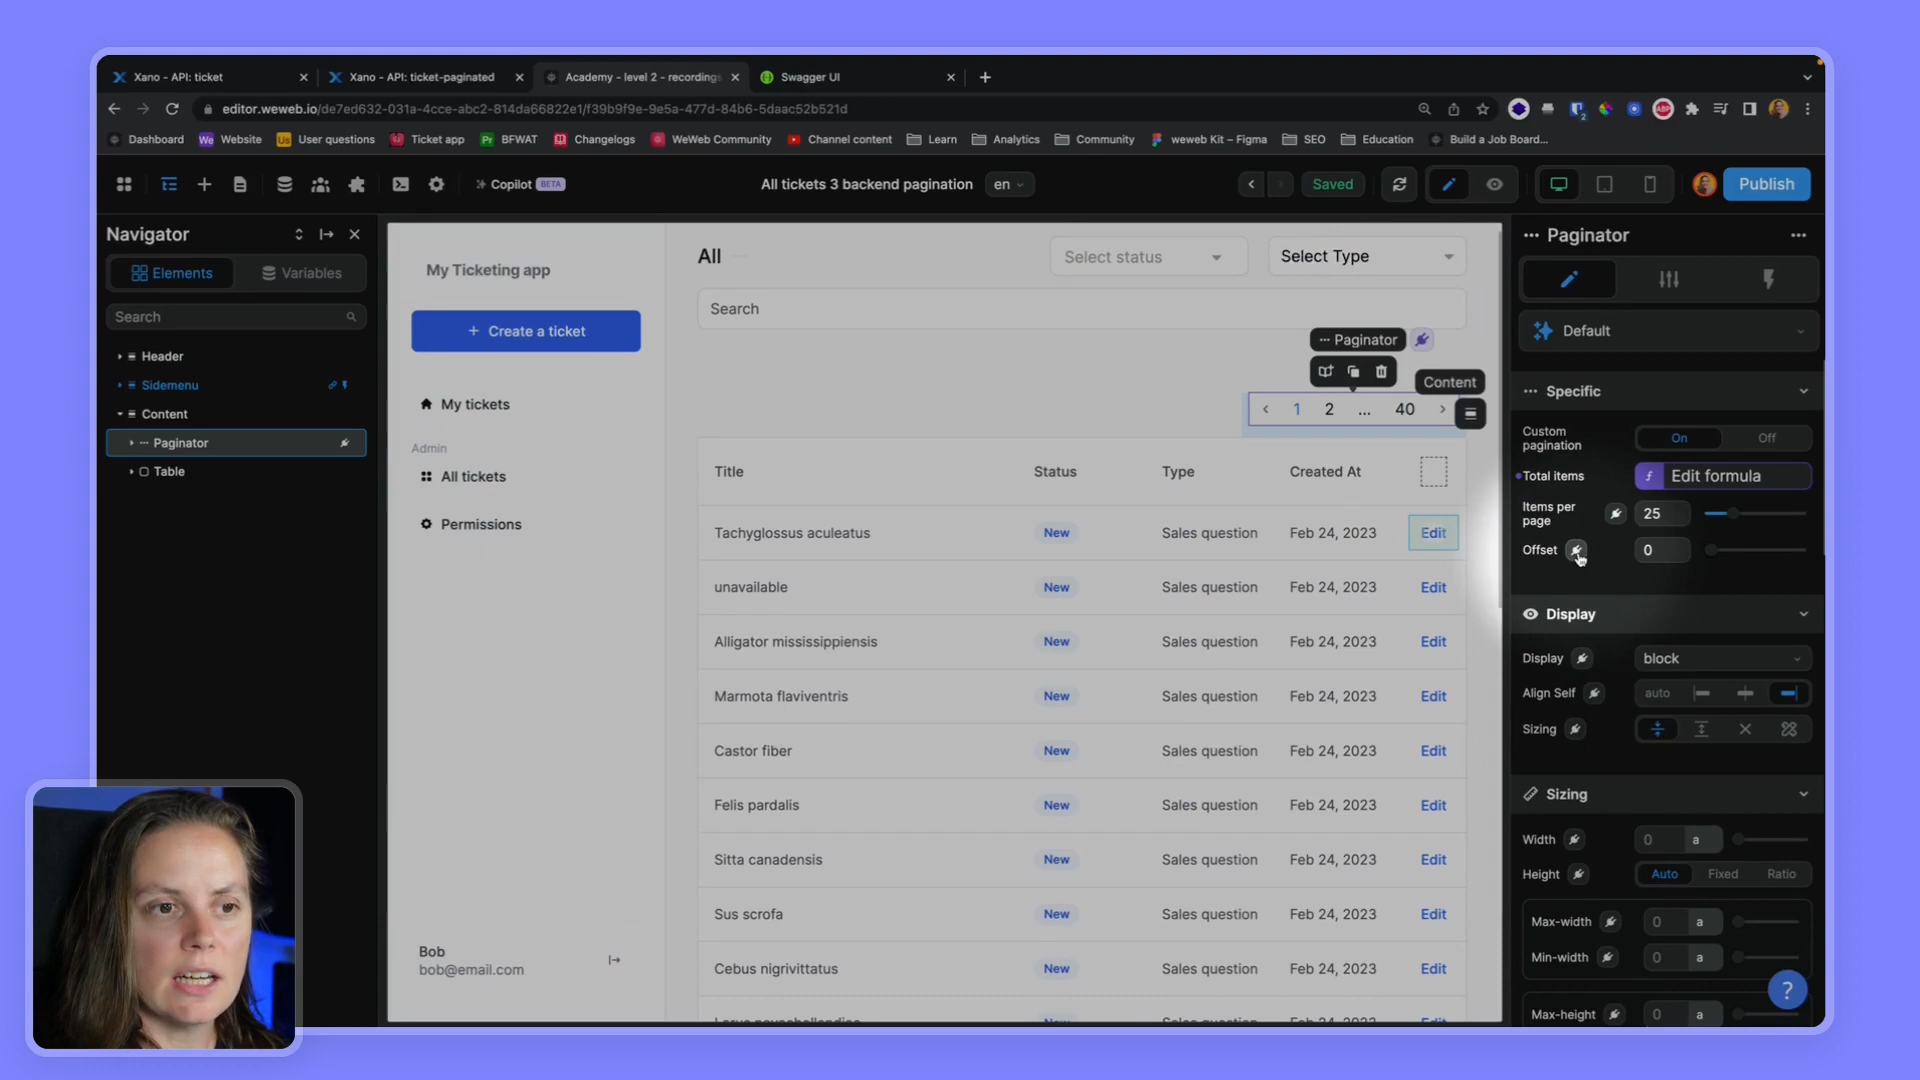 Xano - API: ticket
Xano - API: ticket-paginated
Academy - level 2 - recordings
Swagger UI
editor.weweb.io/de7ed632-031a-4cce-abc2-814da66822e1/f39b9f9e-9e5a-477d-84b6-5daac52b521d
ABP
2
Dashboard
We Website
Us User questions
Ticket app
Pr BFWAT
Changelogs
WeWeb Community
Channel content
Learn
Analytics
Community
weweb Kit – Figma
SEO
Education
Build a Job Board...
Copilot BETA
All tickets 3 backend pagination
en
Saved
Publish
Navigator
Elements
Variables
Search
Header
Sidemenu
Content
Paginator
Table
My Ticketing app
+ Create a ticket
My tickets
Admin
All tickets
Permissions
Bob
bob@email.com
All
Select status
Select Type
Search
Paginator
Content
‹ 1 2 ... 40 ›
Title Status Type Created At
Tachyglossus aculeatus New Sales question Feb 24, 2023 Edit
unavailable New Sales question Feb 24, 2023 Edit
Alligator mississippiensis New Sales question Feb 24, 2023 Edit
Marmota flaviventris New Sales question Feb 24, 2023 Edit
Castor fiber New Sales question Feb 24, 2023 Edit
Felis pardalis New Sales question Feb 24, 2023 Edit
Sitta canadensis New Sales question Feb 24, 2023 Edit
Sus scrofa New Sales question Feb 24, 2023 Edit
Cebus nigrivittatus New Sales question Feb 24, 2023 Edit
Paginator
Default
Specific
Custom
pagination
On Off
Total items
f Edit formula
Items per
page
25
Offset
0
Display
Display
block
Align Self
auto
Sizing
Sizing
Width
0 a
Height
Auto Fixed Ratio
Max-width
0 a
Min-width
0 a
Max-height
0 a
?